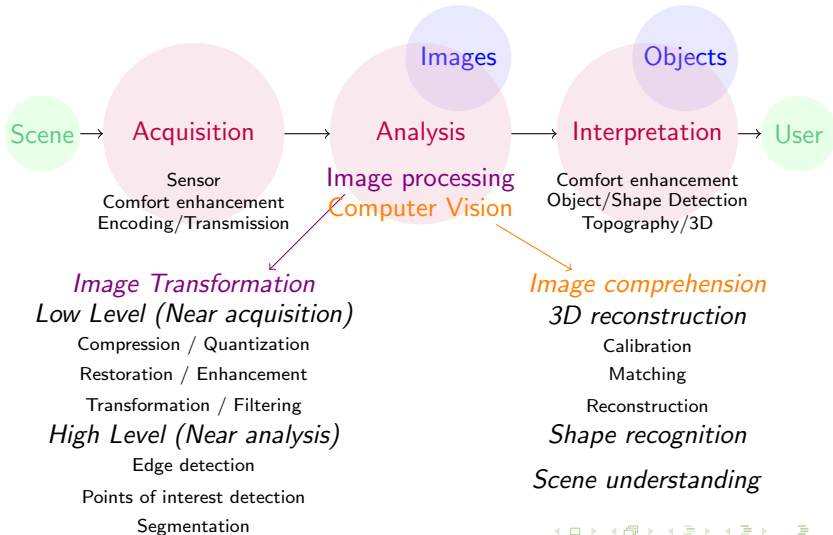 Images
Objects
Scene
Acquisition
Analysis
Interpretation
User
Sensor
Comfort enhancement
Encoding/Transmission
Image processing
Computer Vision
Comfort enhancement
Object/Shape Detection
Topography/3D
Image Transformation
Low Level (Near acquisition)
Compression / Quantization
Restoration / Enhancement
Transformation / Filtering
High Level (Near analysis)
Edge detection
Points of interest detection
Segmentation
Image comprehension
3D reconstruction
Calibration
Matching
Reconstruction
Shape recognition
Scene understanding